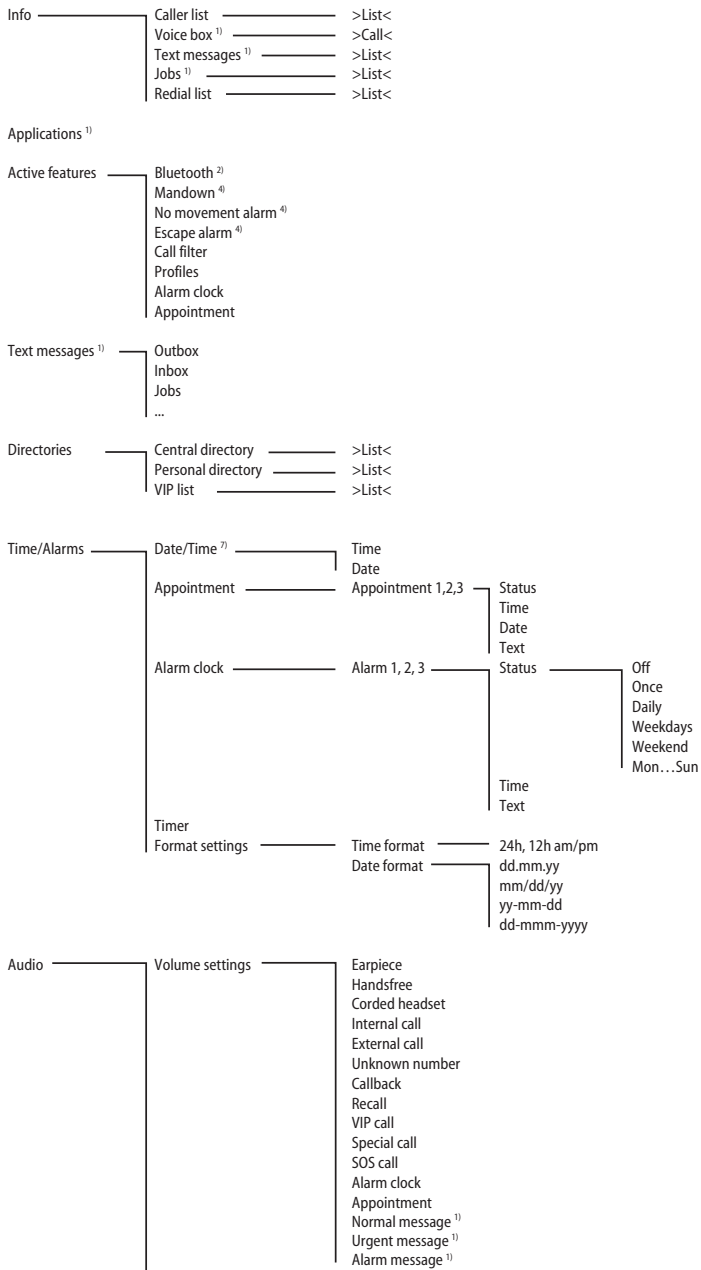 Info Caller list >List<
Voice box 1) >Call<
Text messages 1) >List<
Jobs 1) >List<
Redial list >List<
Applications 1)
Active features Bluetooth 2)
Mandown 4)
No movement alarm 4)
Escape alarm 4)
Call filter
Profiles
Alarm clock
Appointment
Text messages 1) Outbox
Inbox
Jobs
...
Directories Central directory >List<
Personal directory >List<
VIP list >List<
Time/Alarms Date/Time 7) Time
Date
Appointment Appointment 1,2,3 Status
Time
Date
Text
Alarm clock Alarm 1, 2, 3 Status Off
Once
Daily
Weekdays
Weekend
Mon…Sun
Time
Text
Timer
Format settings Time format 24h, 12h am/pm
Date format dd.mm.yy
mm/dd/yy
yy-mm-dd
dd-mmm-yyyy
Audio Volume settings Earpiece
Handsfree
Corded headset
Internal call
External call
Unknown number
Callback
Recall
VIP call
Special call
SOS call
Alarm clock
Appointment
Normal message 1)
Urgent message 1)
Alarm message 1)